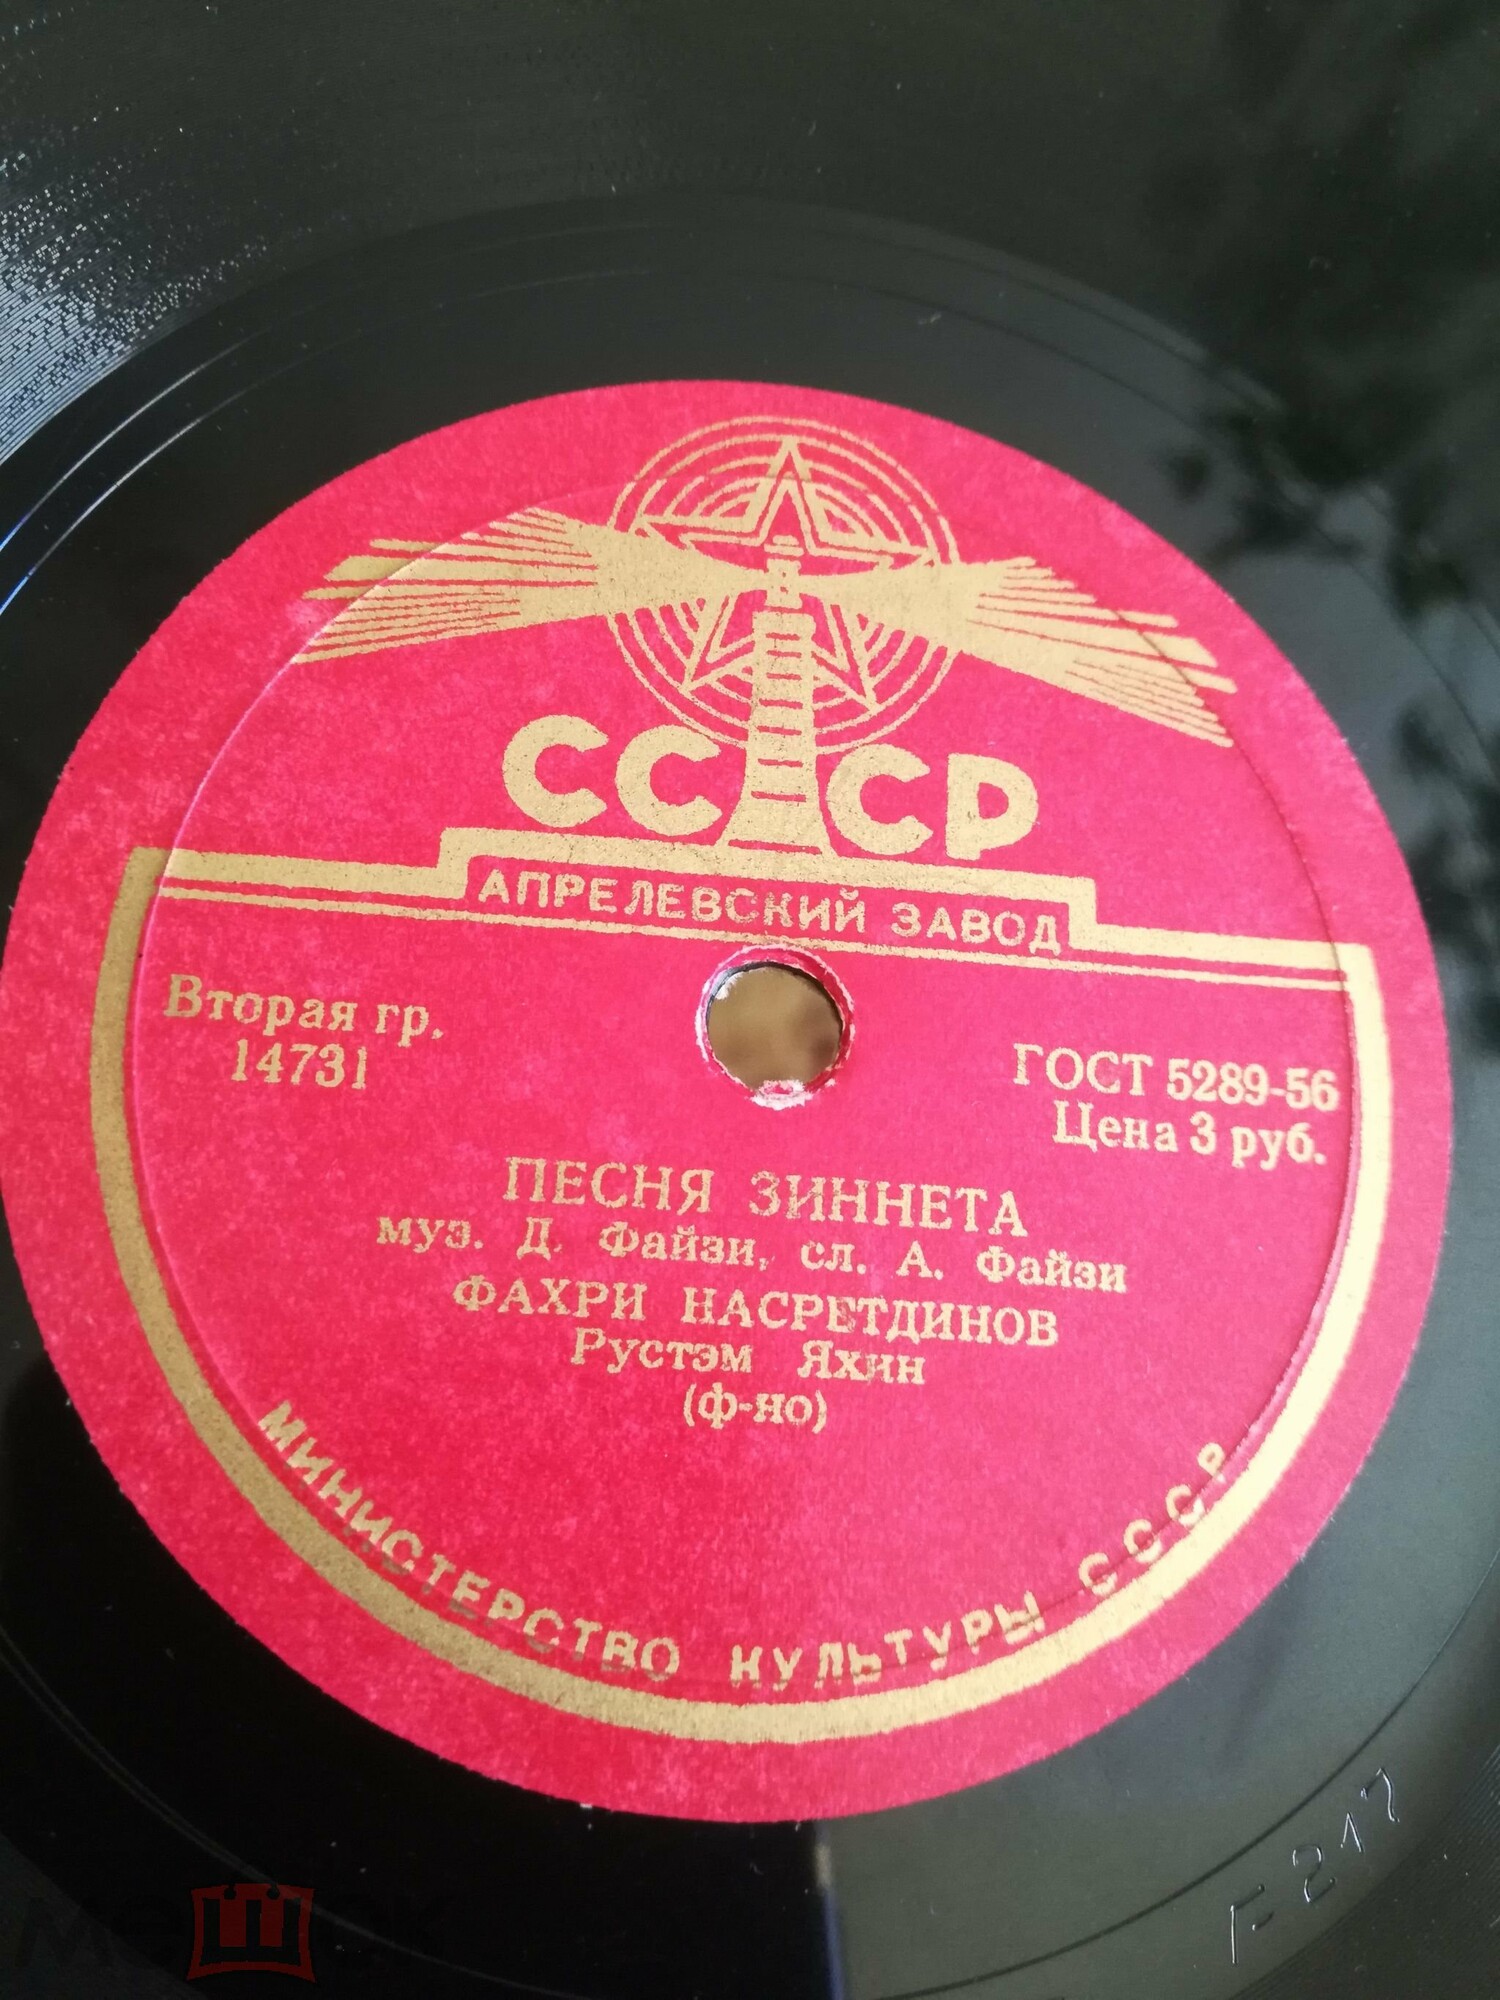 СССР
АПРЕЛЕВСКИЙ ЗАВОД
Вторая гр.
14731
ГОСТ 5289-56
Цена 3 руб.
ПЕСНЯ ЗИННЕТА
муз. Д. Файзи, сл. А. Файзи
ФАХРИ НАСРЕТДИНОВ
Рустэм Яхин
(ф-но)
МИНИСТЕРСТВО КУЛЬТУРЫ СССР
Г-217